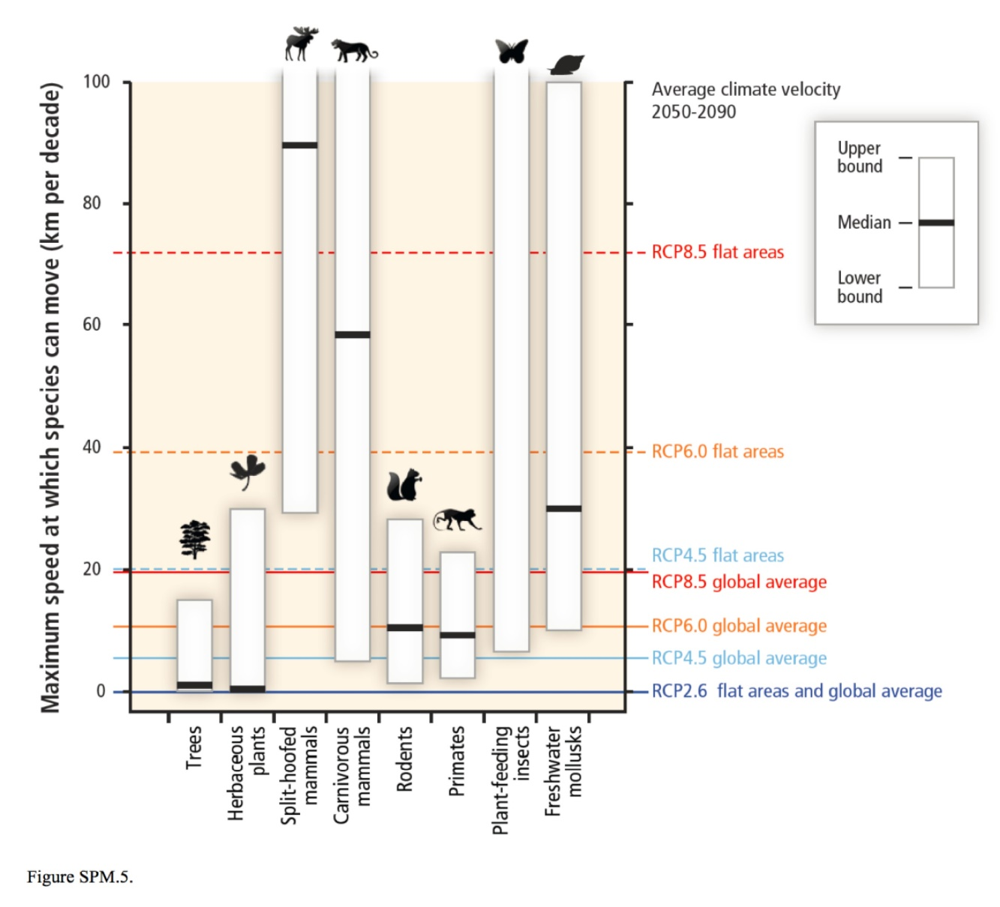 Maximum speed at which species can move (km per decade)
100
80
60
40
20
0
Average climate velocity
2050-2090
RCP8.5 flat areas
RCP6.0 flat areas
RCP4.5 flat areas
RCP8.5 global average
RCP6.0 global average
RCP4.5 global average
RCP2.6 flat areas and global average
Upper
bound
Median
Lower
bound
Trees
Herbaceous
plants
Split-hoofed
mammals
Carnivorous
mammals
Rodents
Primates
Plant-feeding
insects
Freshwater
mollusks
Figure SPM.5.